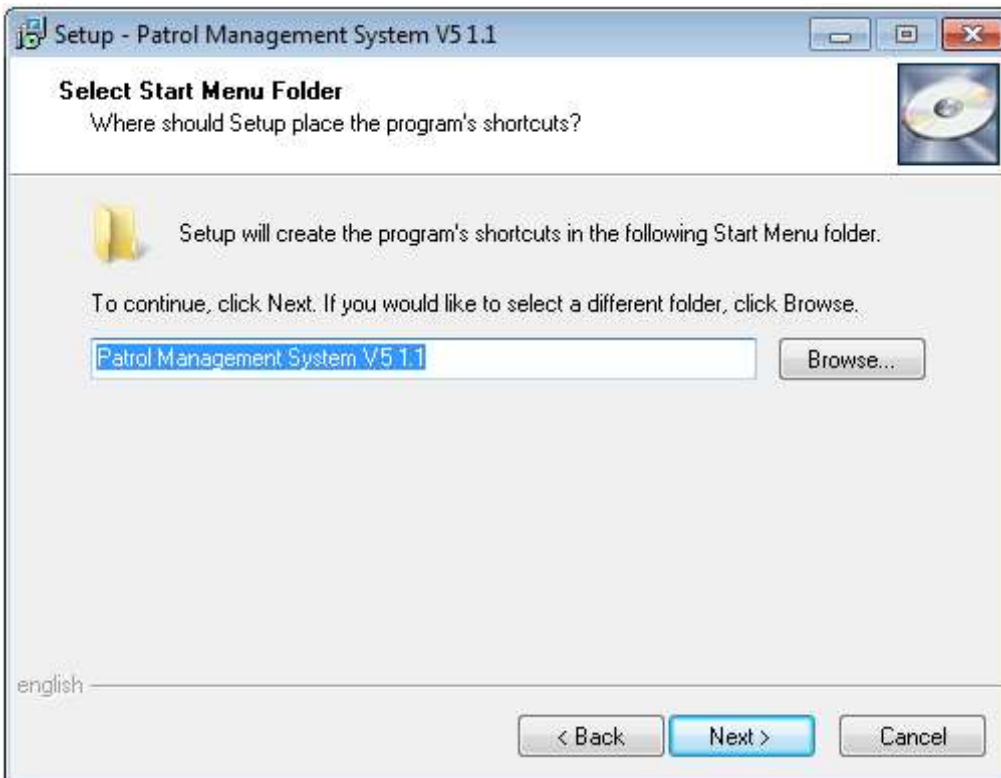 Setup - Patrol Management System V5 1.1
Select Start Menu Folder
Where should Setup place the program's shortcuts?
Setup will create the program's shortcuts in the following Start Menu folder.
To continue, click Next. If you would like to select a different folder, click Browse.
Patrol Management System V5 1.1
Browse...
english
< Back
Next >
Cancel